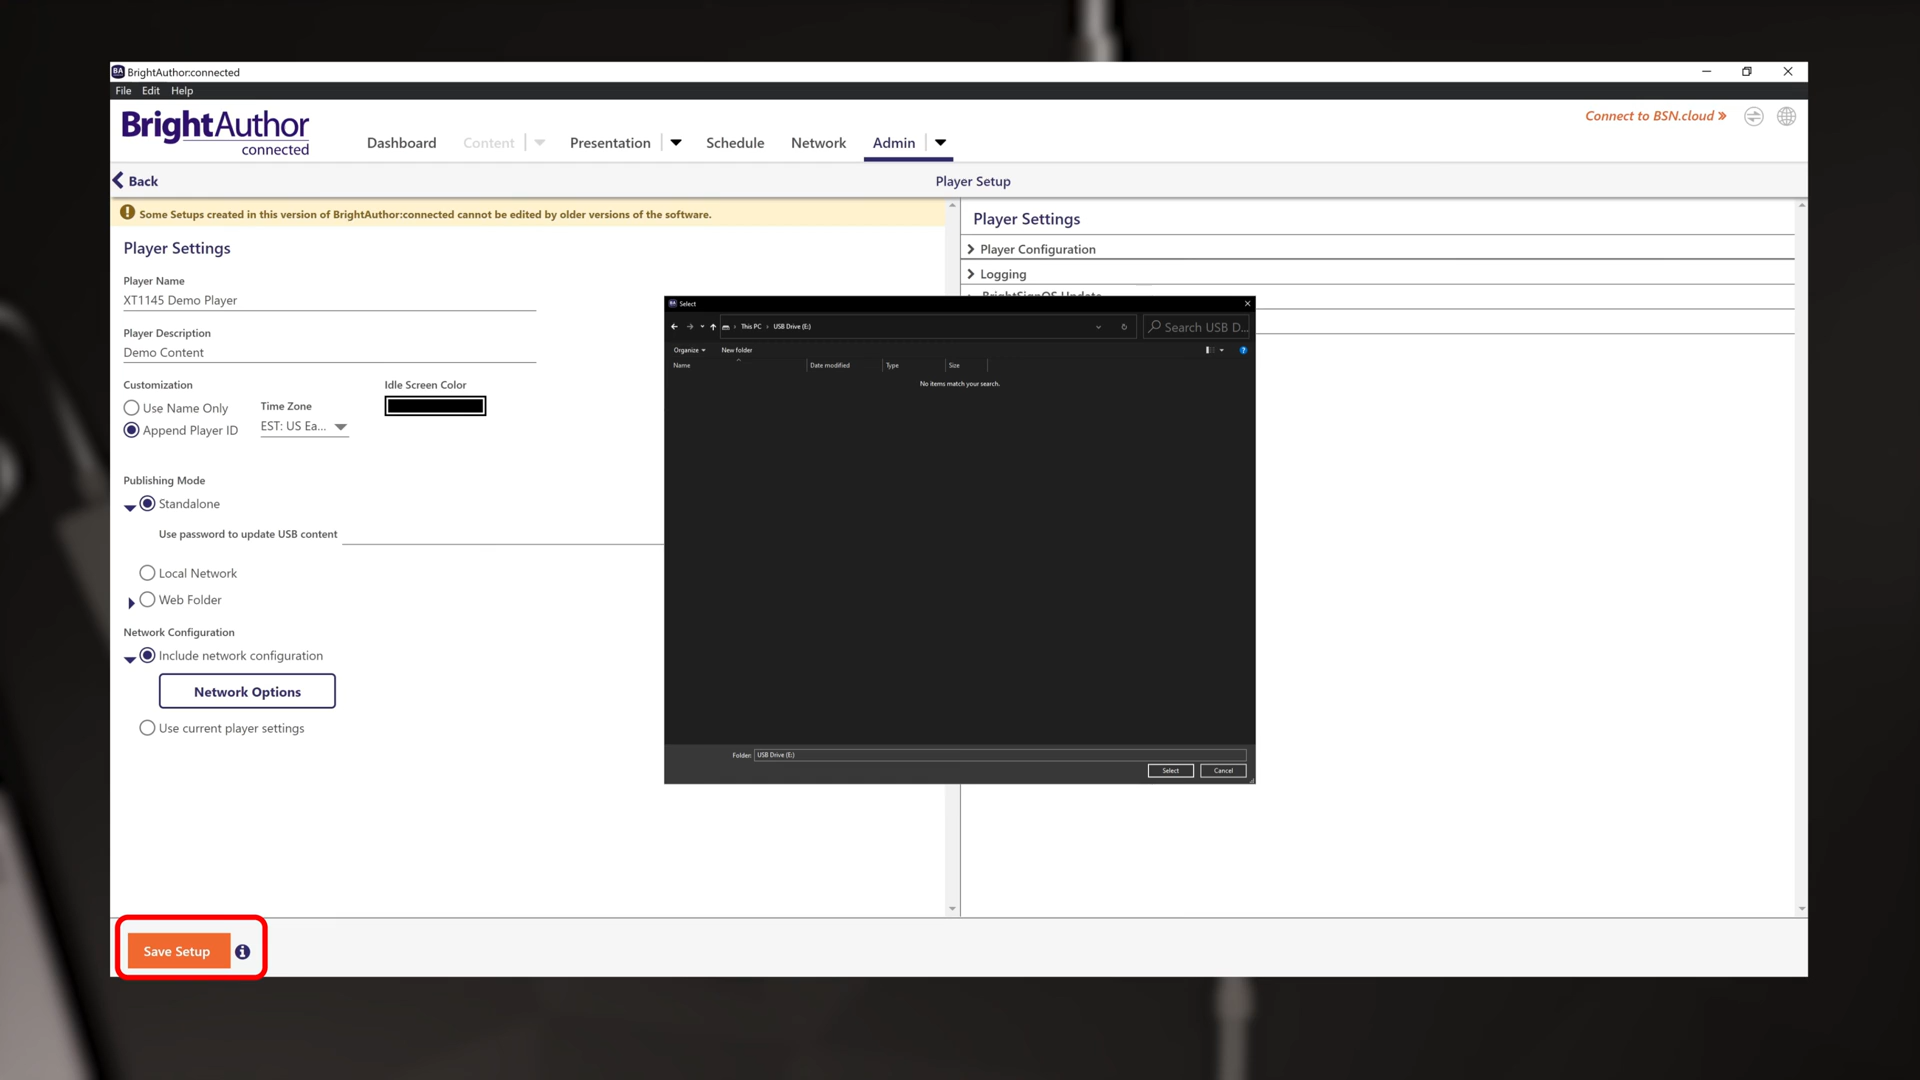 BrightAuthor:connected
File Edit Help
BrightAuthor
connected
Dashboard Content Presentation Schedule Network Admin
Connect to BSN.cloud »
Back
Player Setup
Some Setups created in this version of BrightAuthor:connected cannot be edited by older versions of the software.
Player Settings
Player Name
XT1145 Demo Player
Player Description
Demo Content
Customization
Idle Screen Color
Use Name Only
Time Zone
Append Player ID
EST: US Ea...
Publishing Mode
Standalone
Use password to update USB content
Local Network
Web Folder
Network Configuration
Include network configuration
Network Options
Use current player settings
Save Setup
Player Settings
Player Configuration
Logging
BrightSignOS Update
Select
This PC › USB Drive (E:)
Search USB D...
Organize New folder
Name Date modified Type Size
No items match your search.
Folder: USB Drive (E:)
Select Cancel